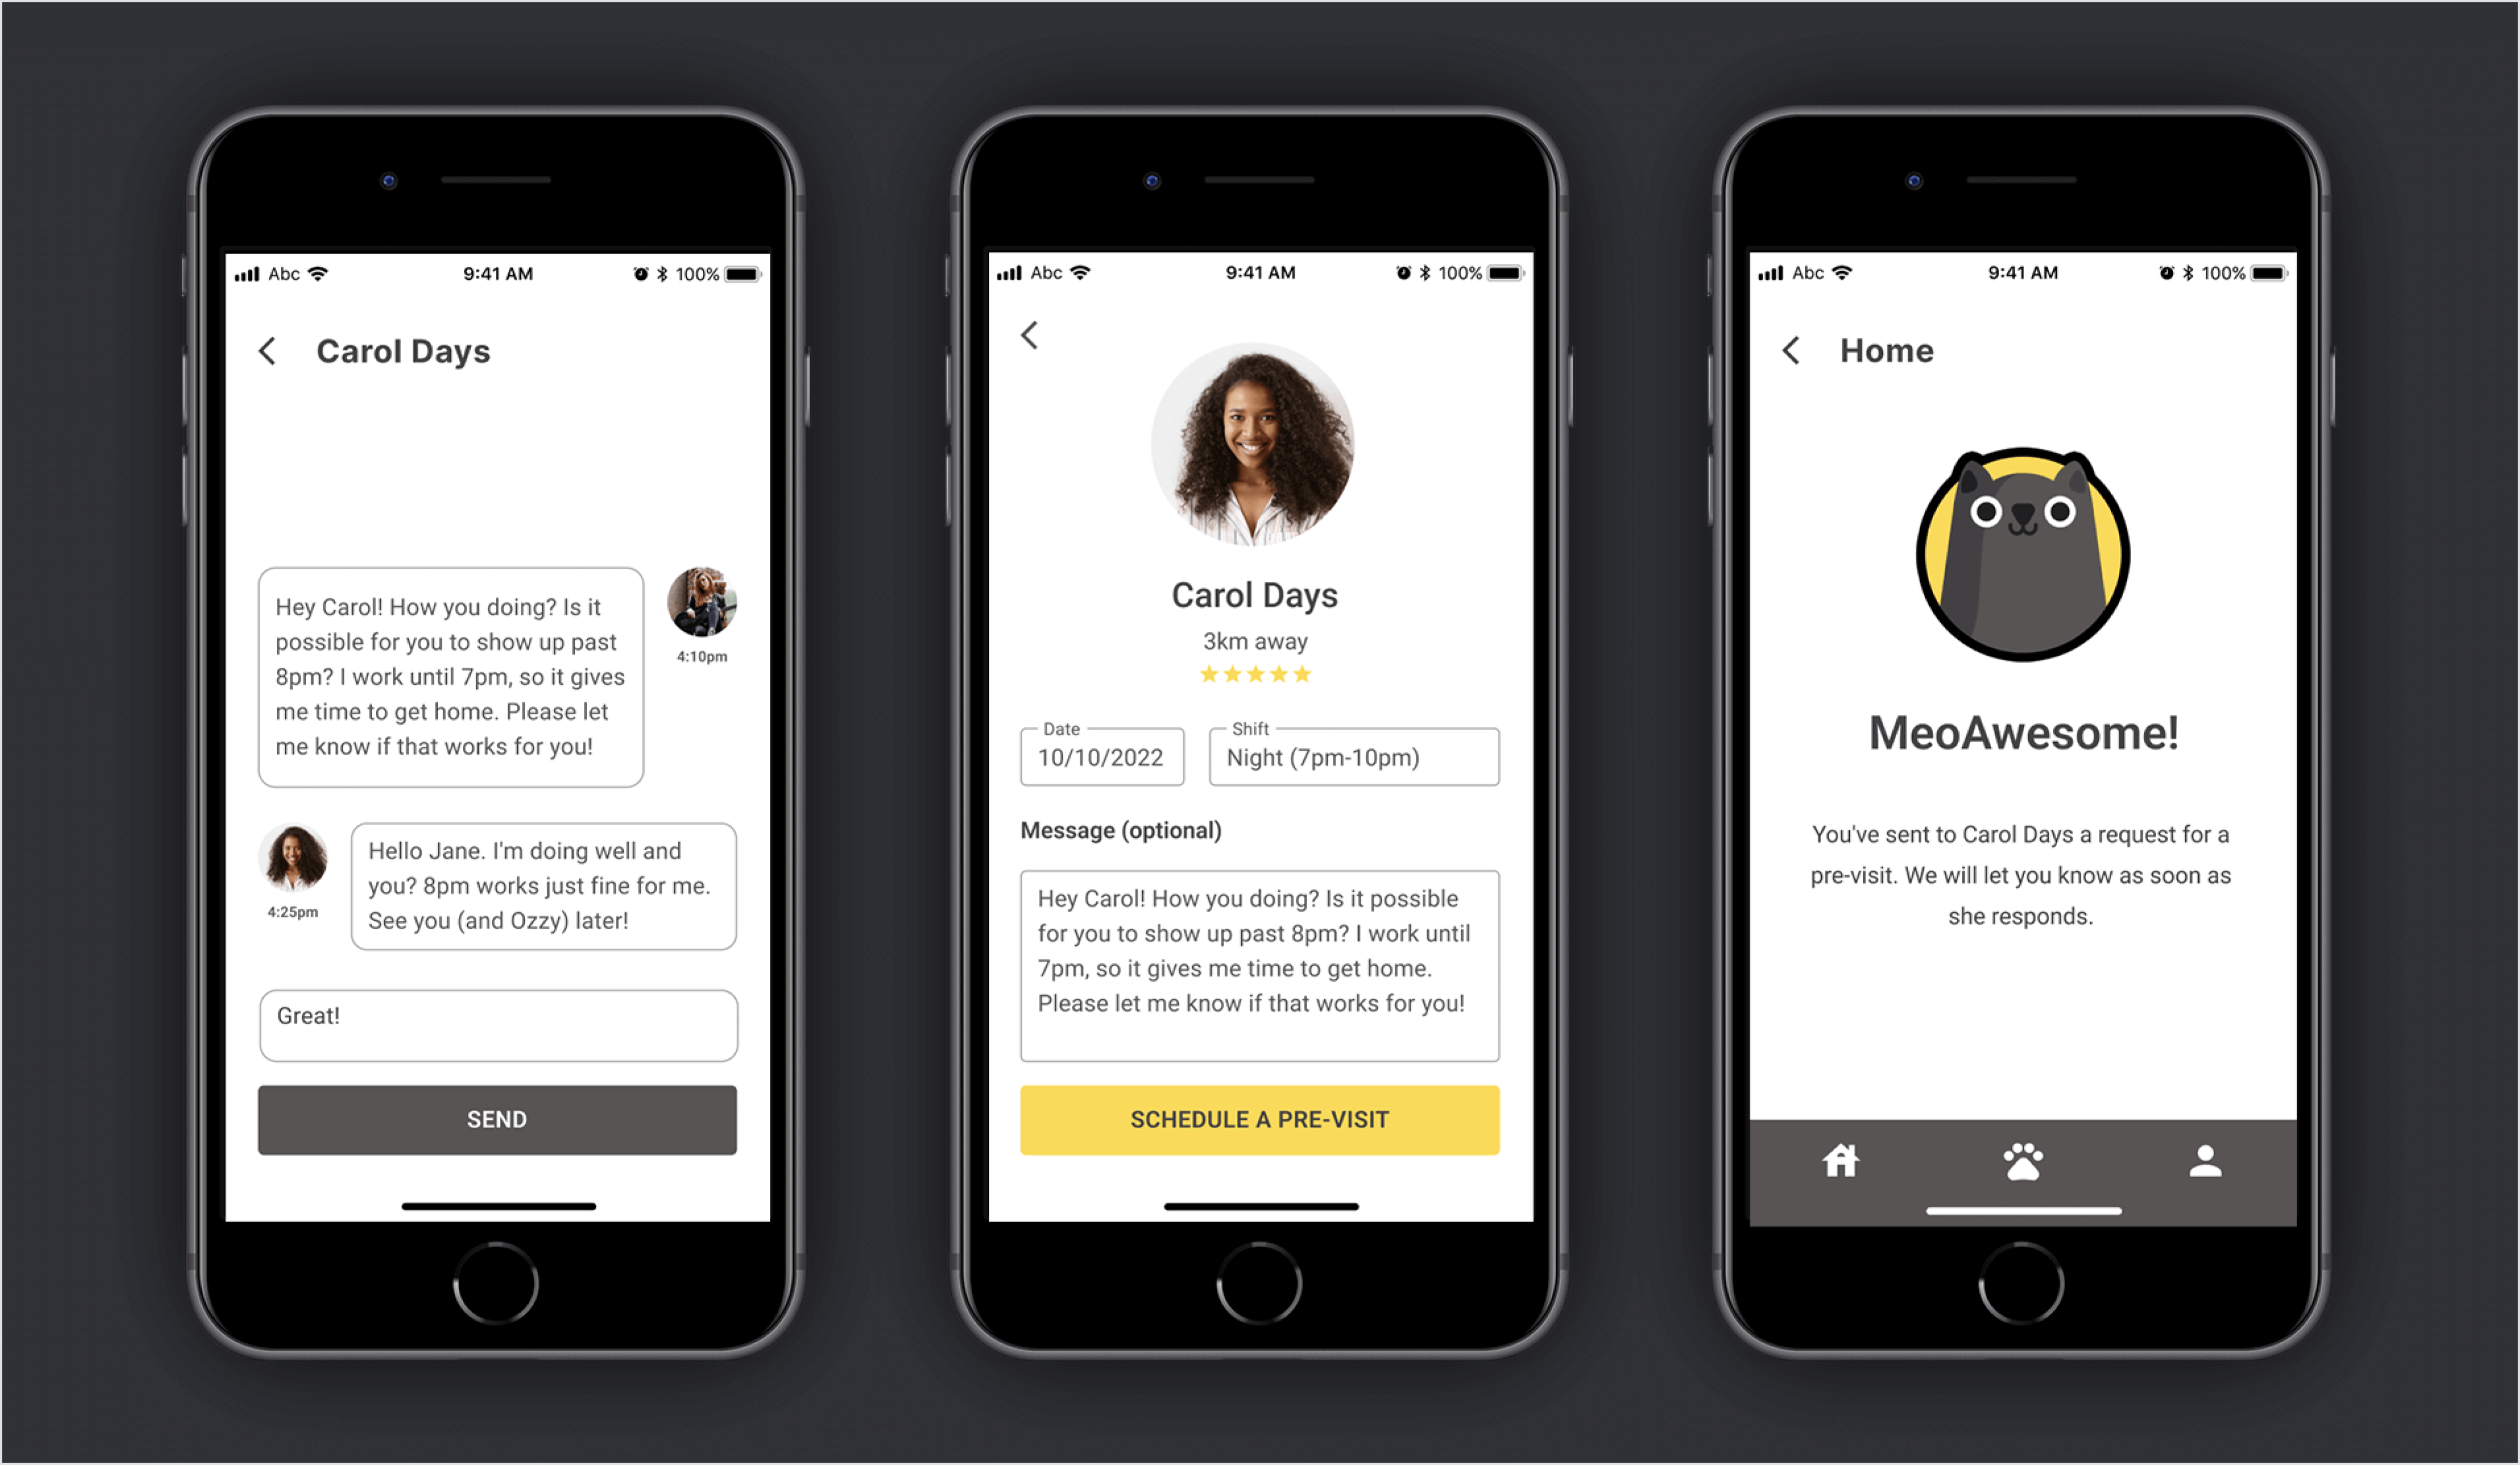 Abc 9:41 AM 100%
Carol Days
Hey Carol! How you doing? Is it
possible for you to show up past
8pm? I work until 7pm, so it gives
me time to get home. Please let
me know if that works for you!
4:10pm
Hello Jane. I'm doing well and
you? 8pm works just fine for me.
See you (and Ozzy) later!
4:25pm
Great!
SEND
Abc 9:41 AM 100%
Carol Days
3km away
Date
10/10/2022
Shift
Night (7pm-10pm)
Message (optional)
Hey Carol! How you doing? Is it possible
for you to show up past 8pm? I work until
7pm, so it gives me time to get home.
Please let me know if that works for you!
SCHEDULE A PRE-VISIT
Abc 9:41 AM 100%
Home
MeoAwesome!
You've sent to Carol Days a request for a
pre-visit. We will let you know as soon as
she responds.